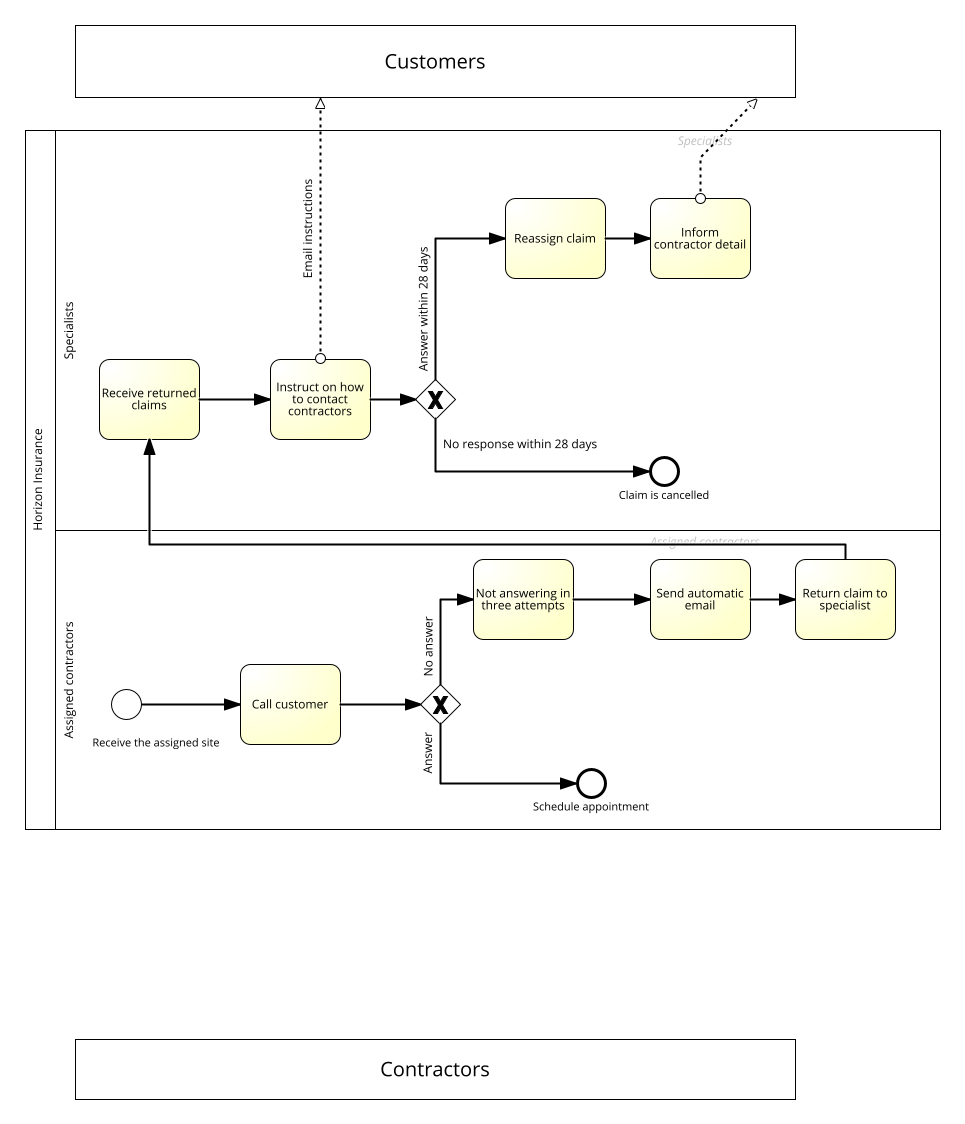 Customers
Specialists
Email instructions
Answer within 28 days
Reassign claim
Inform
contractor detail
Specialists
Horizon Insurance
Receive returned
claims
Instruct on how
to contact
contractors
No response within 28 days
Claim is cancelled
Assigned contractors
Assigned contractors
No answer
Not answering in
three attempts
Send automatic
email
Return claim to
specialist
Receive the assigned site
Call customer
Answer
Schedule appointment
Contractors